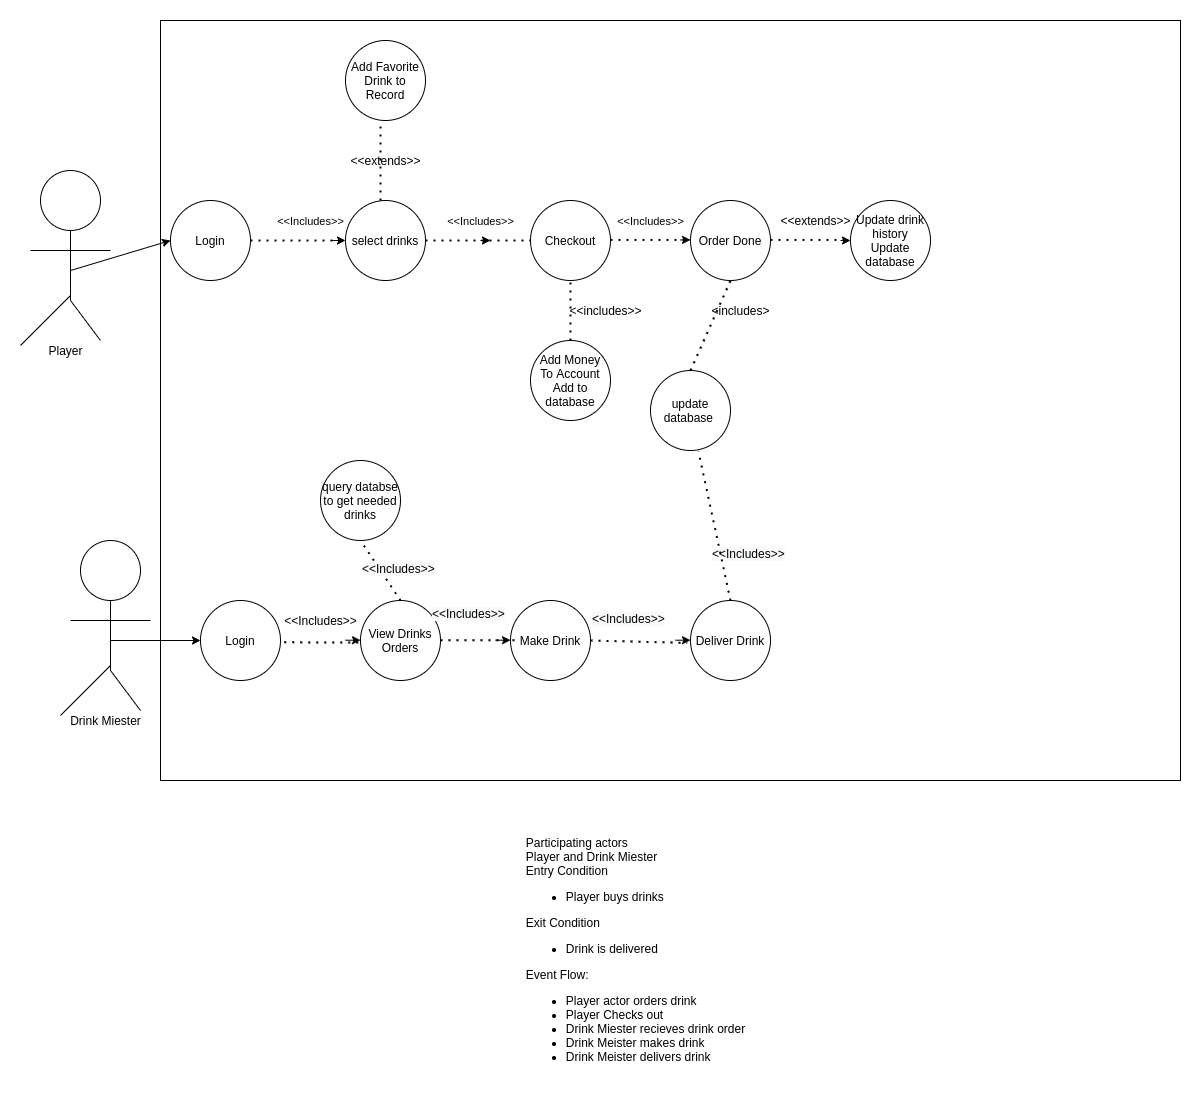 Add Favorite
Drink to
Record
<<extends>>
Player
Login
<<Includes>>
select drinks
<<Includes>>
Checkout
<<Includes>>
Order Done
<<extends>>
Update drink
history
Update
database
<<includes>>
Add Money
To Account
Add to
database
<includes>
update
database
query databse
to get needed
drinks
<<Includes>>
<<Includes>>
Drink Miester
Login
<<Includes>>
View Drinks
Orders
<<Includes>>
Make Drink
<<Includes>>
Deliver Drink
Participating actors
Player and Drink Miester
Entry Condition
• Player buys drinks
Exit Condition
• Drink is delivered
Event Flow:
• Player actor orders drink
• Player Checks out
• Drink Miester recieves drink order
• Drink Meister makes drink
• Drink Meister delivers drink